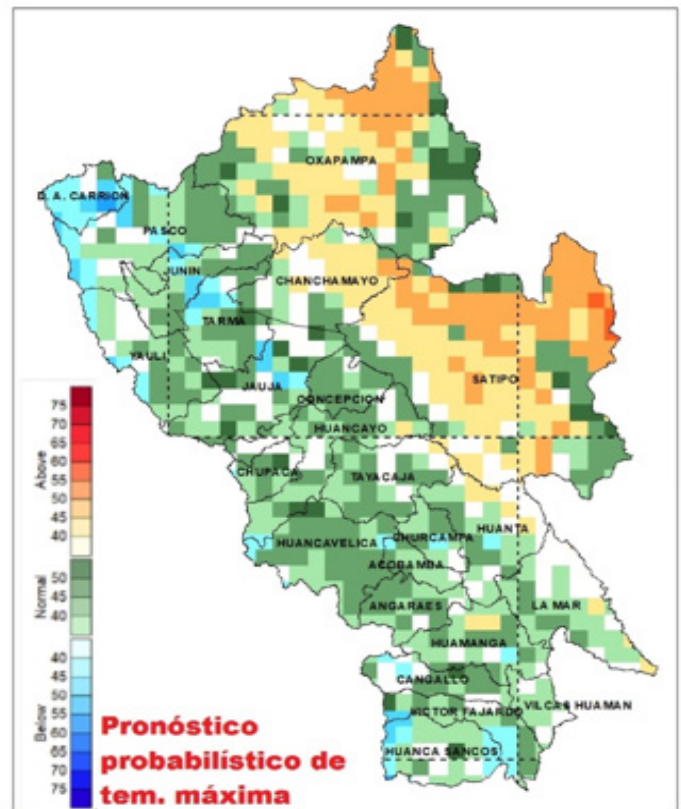 OXAPAMPA
D. A. CARRION
PASCO
JUNIN
CHANCHAMAYO
TARMA
YAULI
JAUJA
SATIPO
CONCEPCION
HUANCAYO
CHUPACA
TAYACAJA
HUANTA
HUANCAVELICA
CHURCAMPA
ACOBAMBA
ANGARAES
LA MAR
HUAMANGA
CANGALLO
VICTOR FAJARDO
VILCAS HUAMAN
HUANCA SANCOS
Above
75
70
65
60
55
50
45
40
Normal
50
45
40
Below
40
45
50
55
60
65
70
75
Pronóstico
probabilístico de
tem. máxima